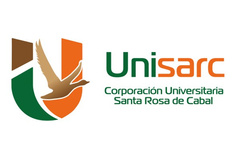 Unisarc
Corporación Universitaria
Santa Rosa de Cabal